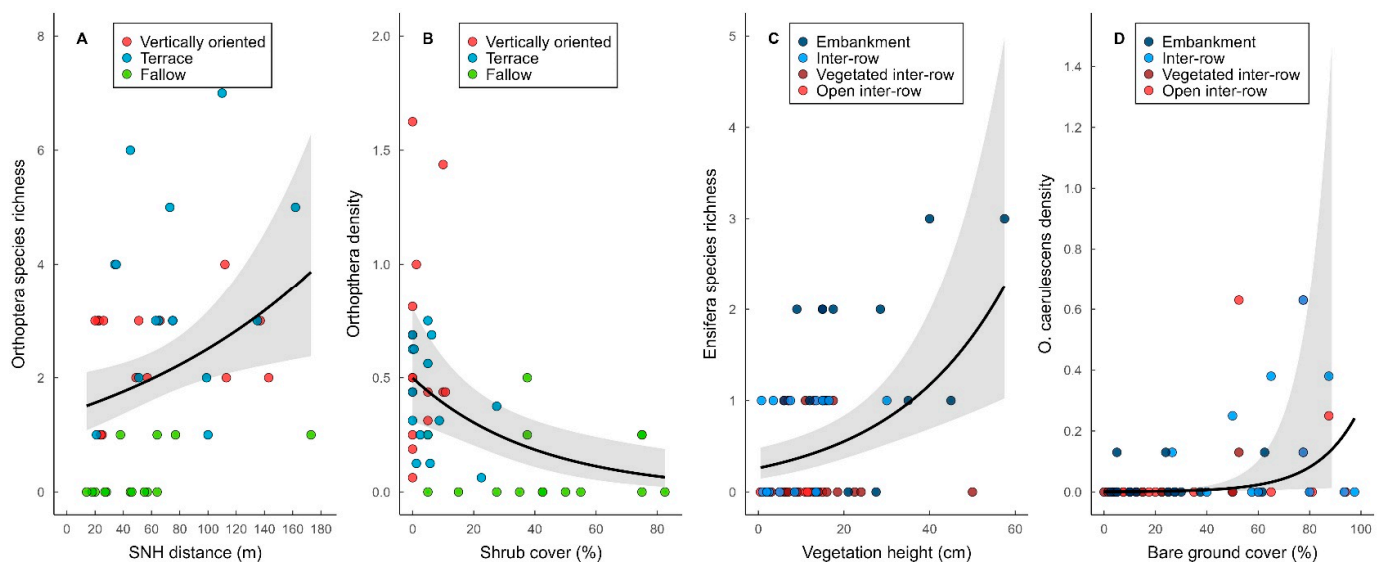 A
Vertically oriented
Terrace
Fallow
Orthoptera species richness
8
6
4
2
0
0 20 40 60 80 100 120 140 160 180
SNH distance (m)
B
Vertically oriented
Terrace
Fallow
Orthopthera density
2.0
1.5
1.0
0.5
0.0
0 20 40 60 80
Shrub cover (%)
C
Embankment
Inter-row
Vegetated inter-row
Open inter-row
Ensifera species richness
5
4
3
2
1
0
0 20 40 60
Vegetation height (cm)
D
Embankment
Inter-row
Vegetated inter-row
Open inter-row
O. caerulescens density
1.4
1.2
1.0
0.8
0.6
0.4
0.2
0.0
0 20 40 60 80 100
Bare ground cover (%)